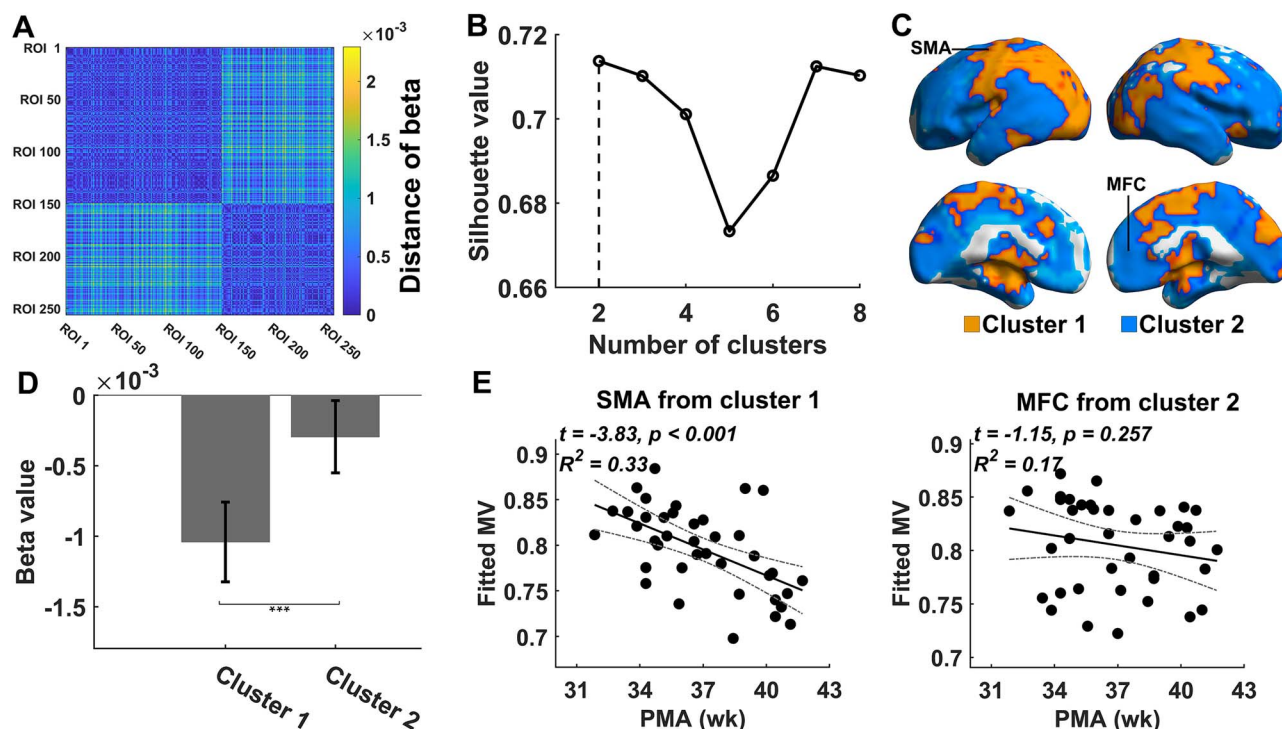 A
×10⁻³
ROI 1
ROI 50
ROI 100
ROI 150
ROI 200
ROI 250
ROI 1
ROI 50
ROI 100
ROI 150
ROI 200
ROI 250
2
1.5
1
0.5
0
Distance of beta
B
0.72
0.7
0.68
0.66
Silhouette value
2
4
6
8
Number of clusters
C
SMA
MFC
Cluster 1
Cluster 2
D
×10⁻³
0
-0.5
-1
-1.5
Beta value
***
Cluster 1
Cluster 2
E
SMA from cluster 1
t = -3.83, p < 0.001
R² = 0.33
0.9
0.85
0.8
0.75
0.7
Fitted MV
31
34
37
40
43
PMA (wk)
MFC from cluster 2
t = -1.15, p = 0.257
R² = 0.17
0.9
0.85
0.8
0.75
0.7
Fitted MV
31
34
37
40
43
PMA (wk)